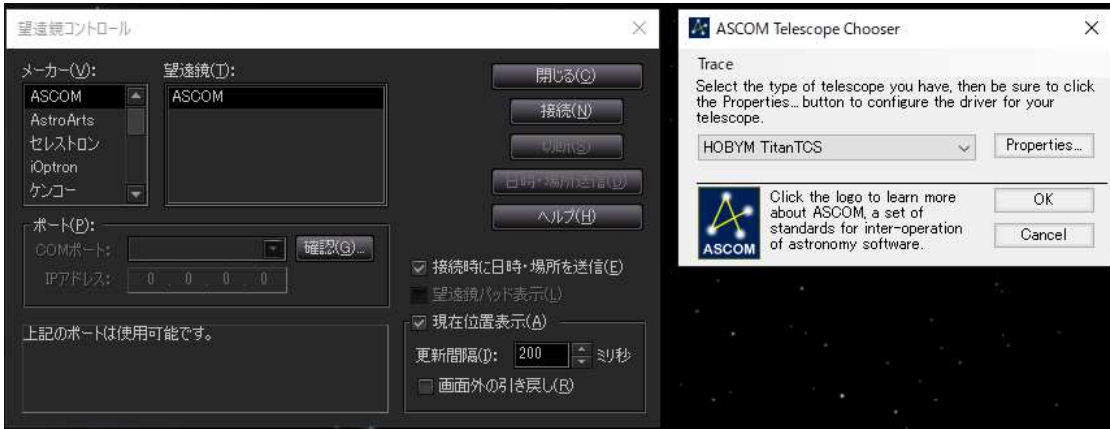 望遠鏡コントロール
メーカー(V):
ASCOM
AstroArts
セレストロン
iOptron
ケンコー
望遠鏡(T):
ASCOM
閉じる(C)
接続(N)
切断(S)
日時・場所送信(D)
ヘルプ(H)
ポート(P):
COMポート:
確認(G)...
IPアドレス:
0 . 0 . 0 . 0
上記のポートは使用可能です。
接続時に日時・場所を送信(E)
望遠鏡パッド表示(L)
現在位置表示(A)
更新間隔(I): 200 ミリ秒
画面外の引き戻し(R)
ASCOM Telescope Chooser
Trace
Select the type of telescope you have, then be sure to click
the Properties... button to configure the driver for your
telescope.
HOBYM TitanTCS
Properties...
Click the logo to learn more
about ASCOM, a set of
standards for inter-operation
of astronomy software.
ASCOM
OK
Cancel